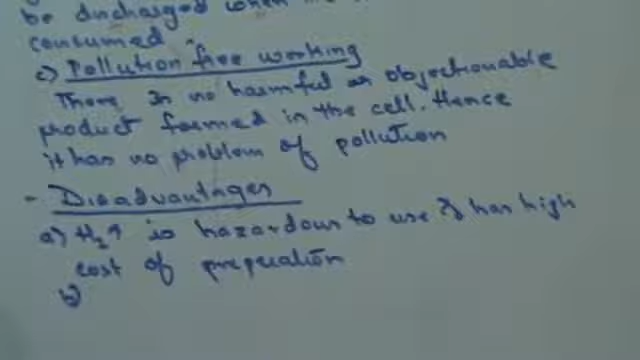 be discharged when
consumed.
c) Pollution free working
There is no harmful or objectionable
product formed in the cell. Hence
it has no problem of pollution
- Disadvantages
a) H₂↑ is hazardous to use & has high
cost of preperation
b)